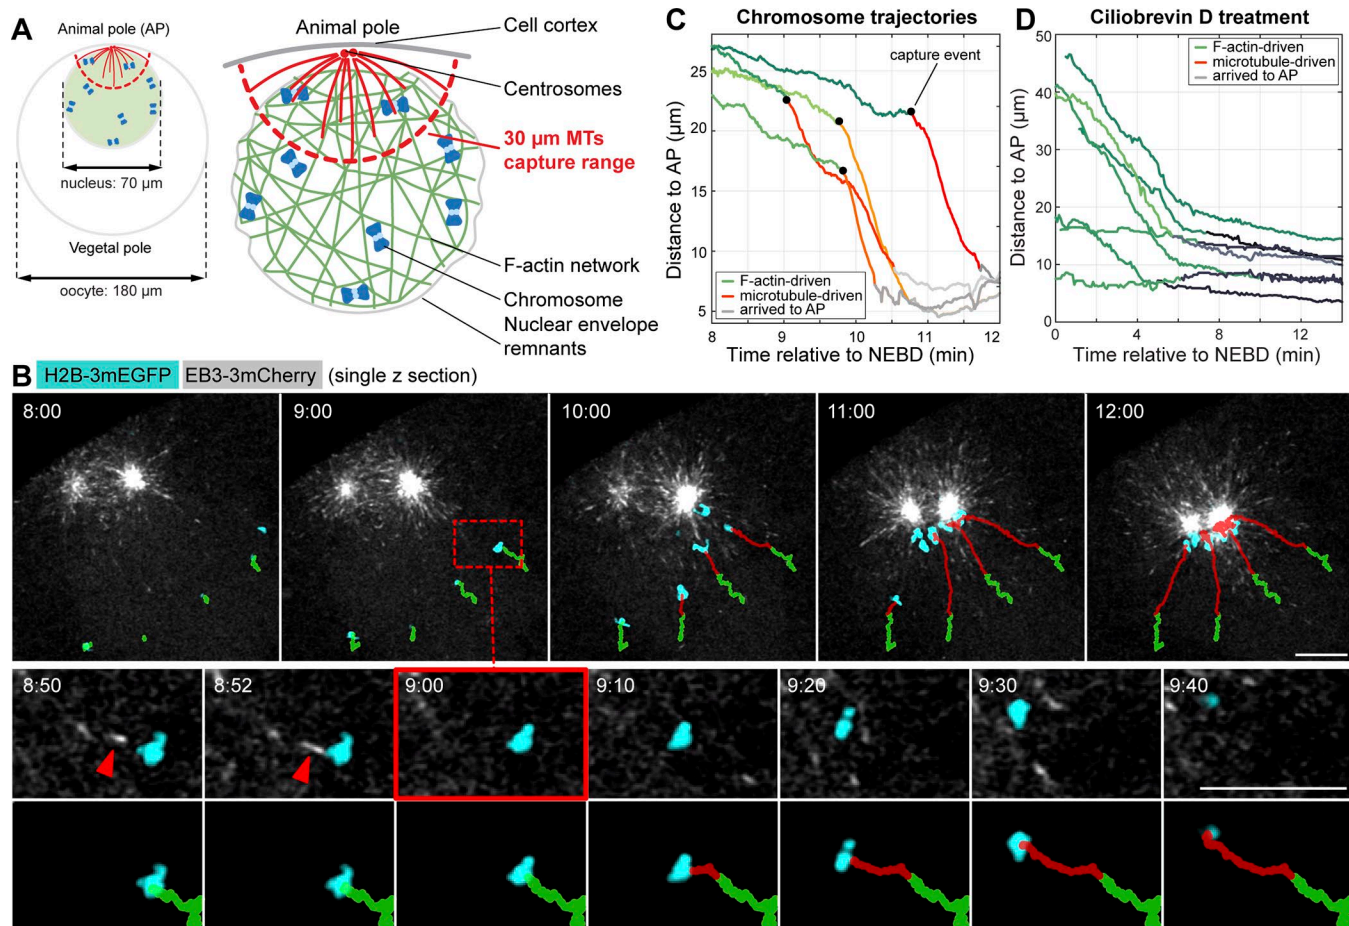 A
Animal pole (AP)
nucleus: 70 µm
Vegetal pole
oocyte: 180 µm
Animal pole
Cell cortex
Centrosomes
30 µm MTs
capture range
F-actin network
Chromosome
Nuclear envelope
remnants
C
Chromosome trajectories
capture event
Distance to AP (µm)
25
20
15
10
5
F-actin-driven
microtubule-driven
arrived to AP
8
9
10
11
12
Time relative to NEBD (min)
D
Ciliobrevin D treatment
Distance to AP (µm)
50
40
30
20
10
0
F-actin-driven
microtubule-driven
arrived to AP
0
4
8
12
Time relative to NEBD (min)
B
H2B-3mEGFP EB3-3mCherry (single z section)
8:00
9:00
10:00
11:00
12:00
8:50
8:52
9:00
9:10
9:20
9:30
9:40